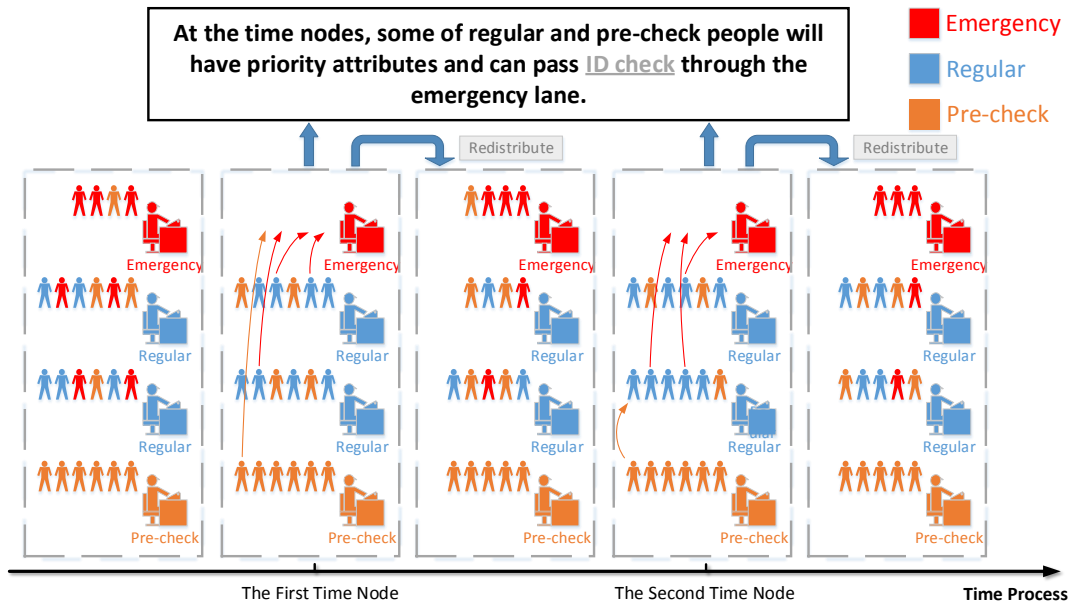 At the time nodes, some of regular and pre-check people will
have priority attributes and can pass ID check through the
emergency lane.
Emergency
Regular
Pre-check
Redistribute
Redistribute
Emergency
Emergency
Emergency
Emergency
Emergency
Regular
Regular
Regular
Regular
Regular
Regular
Regular
Regular
ular
Regular
Regular
Pre-check
Pre-check
Pre-check
Pre-check
Pre-check
The First Time Node
The Second Time Node
Time Process